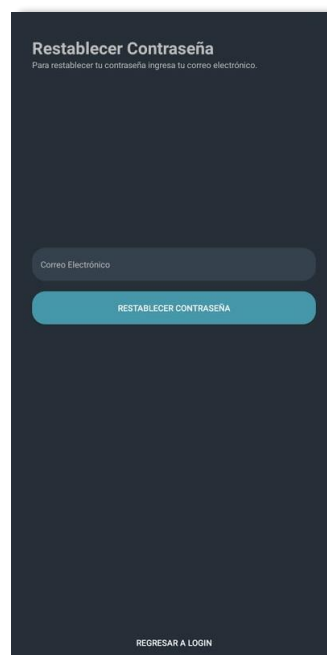 Restablecer Contraseña
Para restablecer tu contraseña ingresa tu correo electrónico.
Correo Electrónico
RESTABLECER CONTRASEÑA
REGRESAR A LOGIN